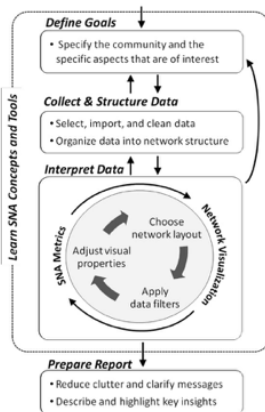 Define Goals
• Specify the community and the
specific aspects that are of interest
Collect & Structure Data
• Select, import, and clean data
• Organize data into network structure
Interpret Data
Learn SNA Concepts and Tools
SNA Metrics
Network Visualization
Choose
network layout
Adjust visual
properties
Apply
data filters
Prepare Report
• Reduce clutter and clarify messages
• Describe and highlight key insights